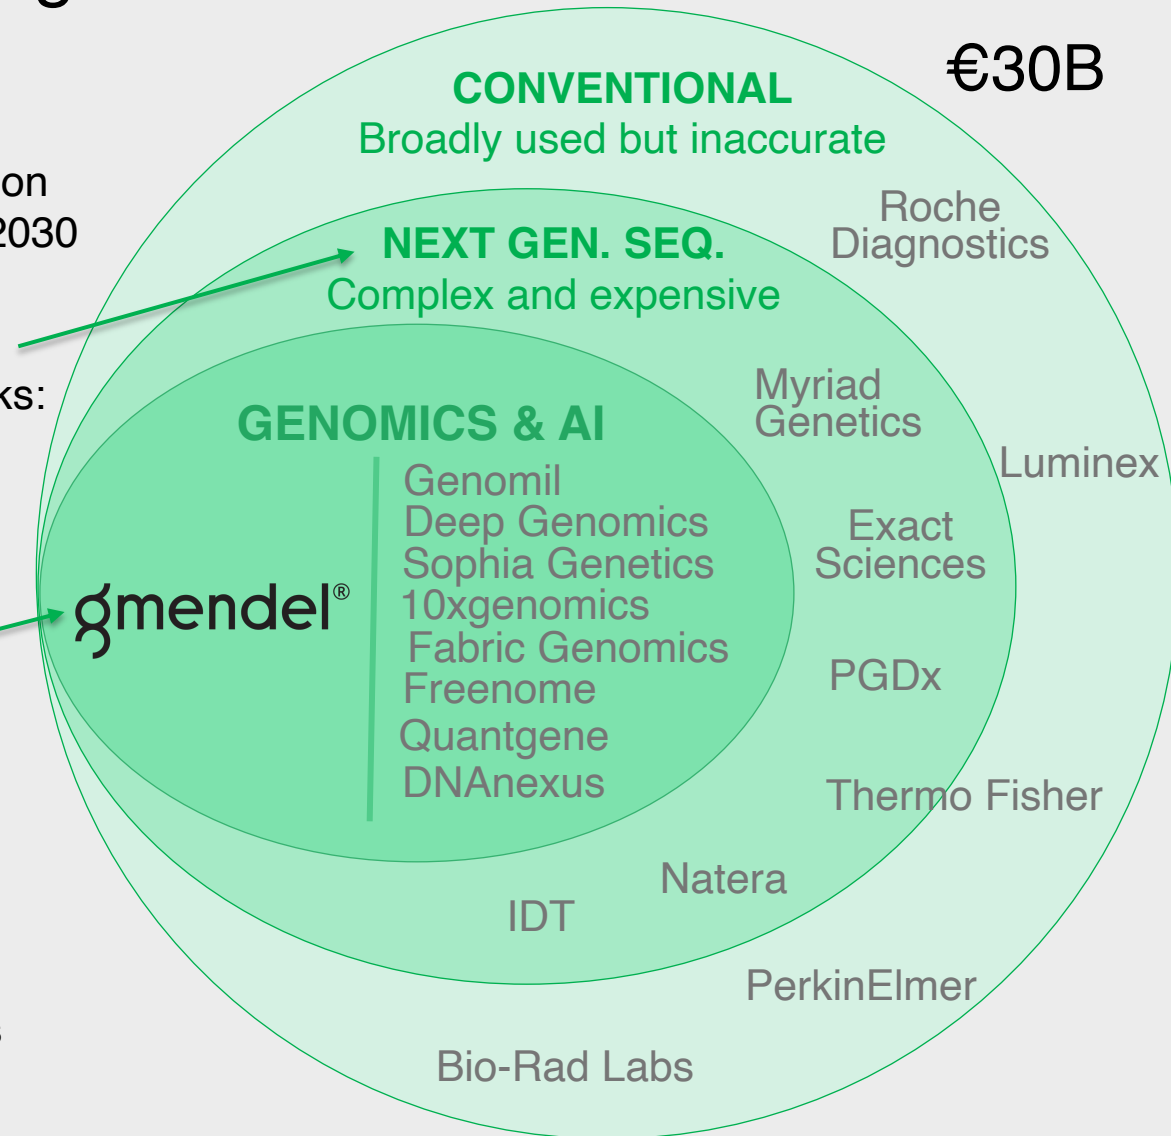 g
€30B
CONVENTIONAL
Broadly used but inaccurate
on
2030
Roche
Diagnostics
NEXT GEN. SEQ.
Complex and expensive
ks:
Myriad
Genetics
GENOMICS & AI
Luminex
Genomil
Deep Genomics
Sophia Genetics
10xgenomics
Fabric Genomics
Freenome
Quantgene
DNAnexus
gmendel®
Exact
Sciences
PGDx
Thermo Fisher
Natera
IDT
PerkinElmer
s
Bio-Rad Labs